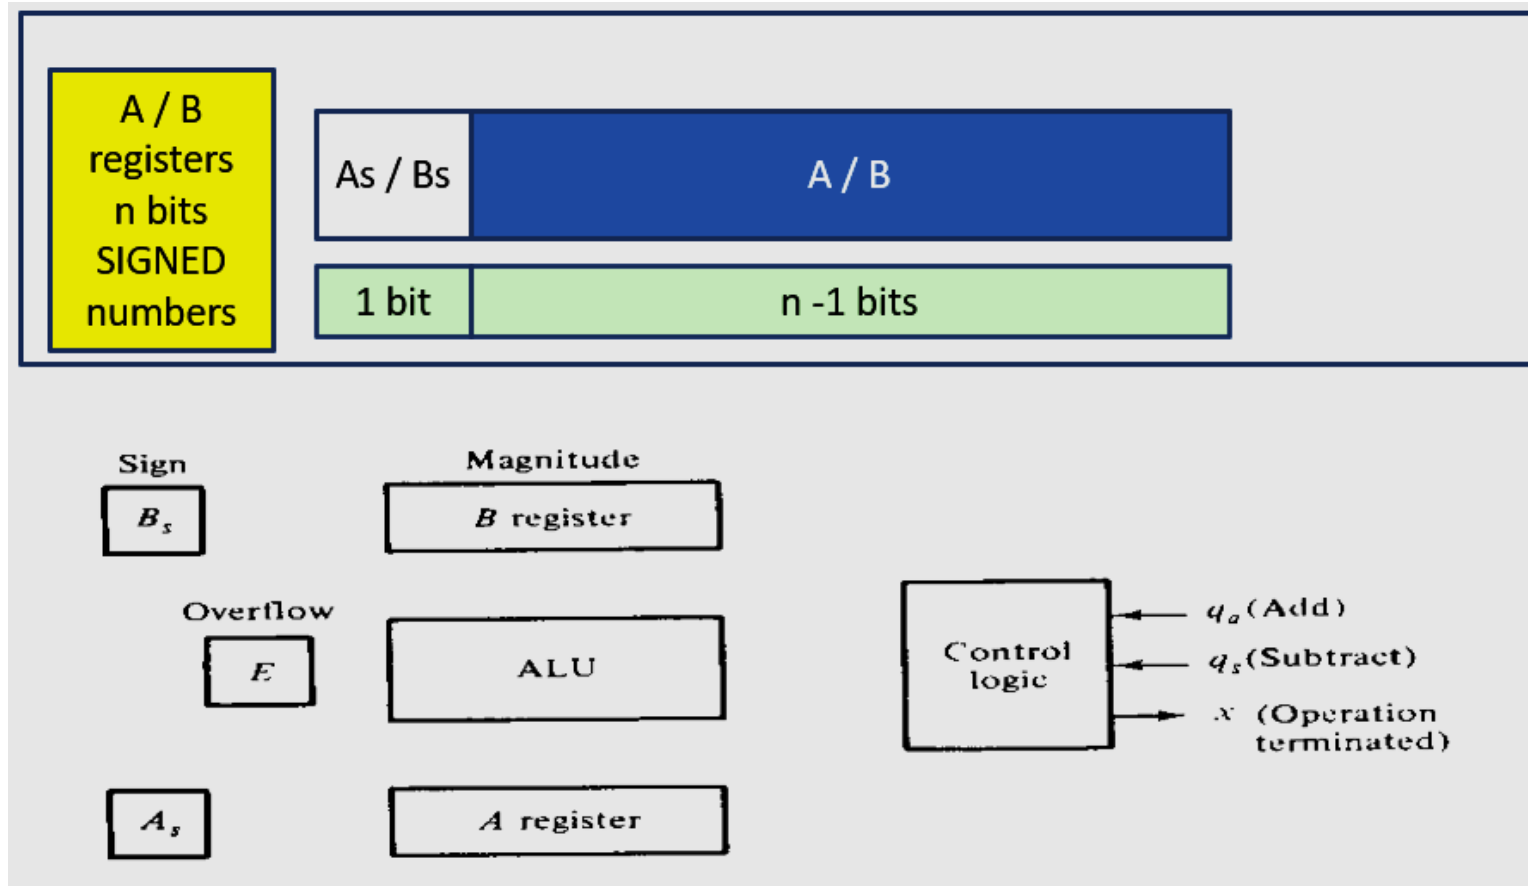 A / B
registers
n bits
SIGNED
numbers
As / Bs
A / B
1 bit
n -1 bits
Sign
Magnitude
Bs
B register
Overflow
E
ALU
Control
logic
qa (Add)
qs (Subtract)
x (Operation
terminated)
As
A register